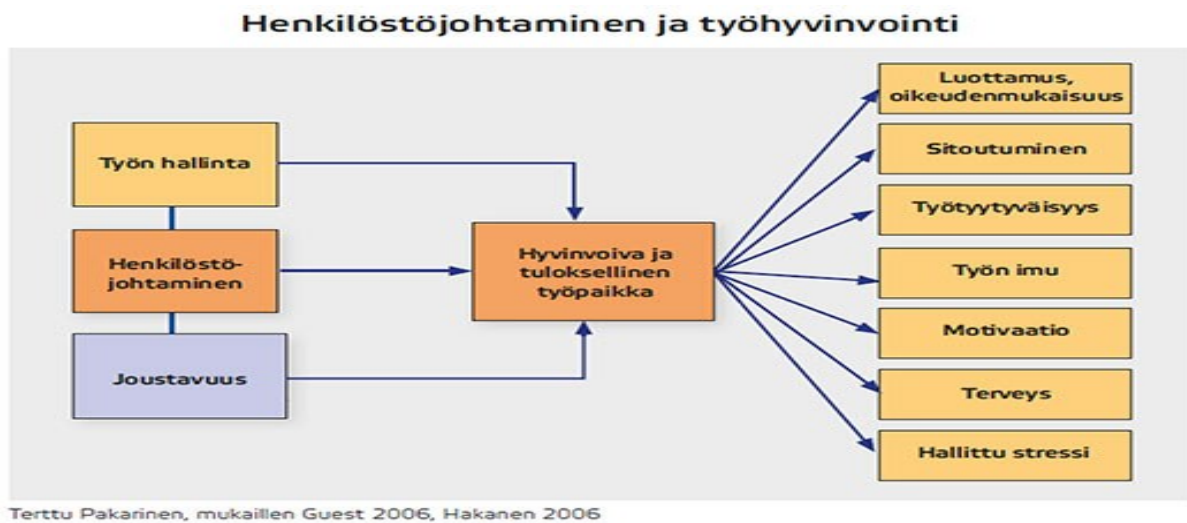 Henkilöstöjohtaminen ja työhyvinvointi
Työn hallinta
Henkilöstö-
johtaminen
Joustavuus
Hyvinvoiva ja
tuloksellinen
työpaikka
Luottamus,
oikeudenmukaisuus
Sitoutuminen
Työtyytyväisyys
Työn imu
Motivaatio
Terveys
Hallittu stressi
Terttu Pakarinen, mukaillen Guest 2006, Hakanen 2006